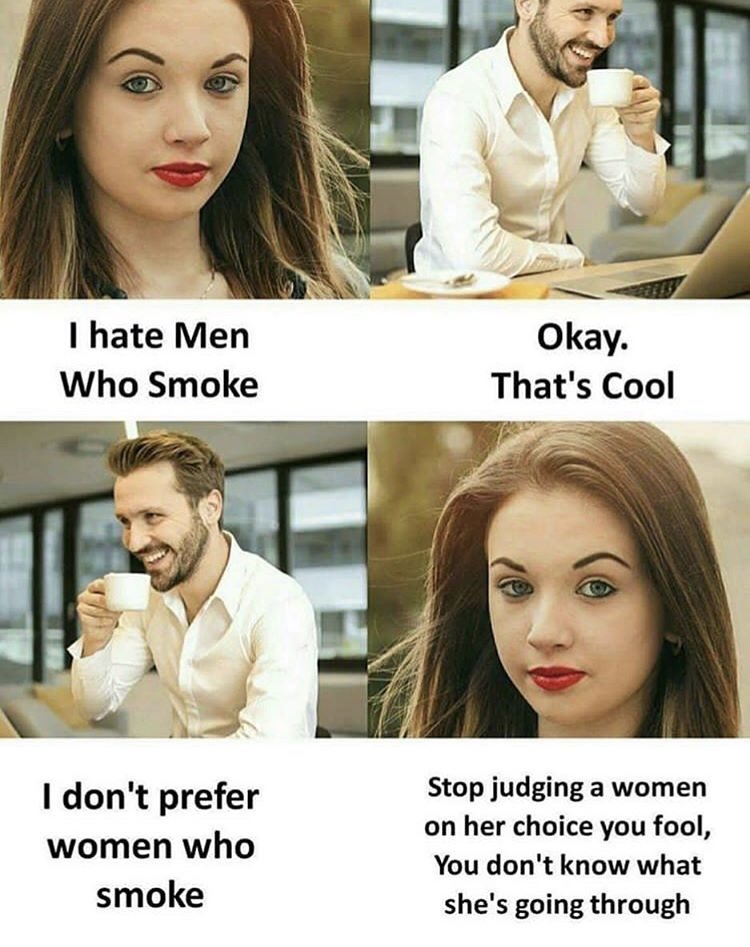 I hate Men
Who Smoke
Okay.
That's Cool
I don't prefer
women who
smoke
Stop judging a women
on her choice you fool,
You don't know what
she's going through